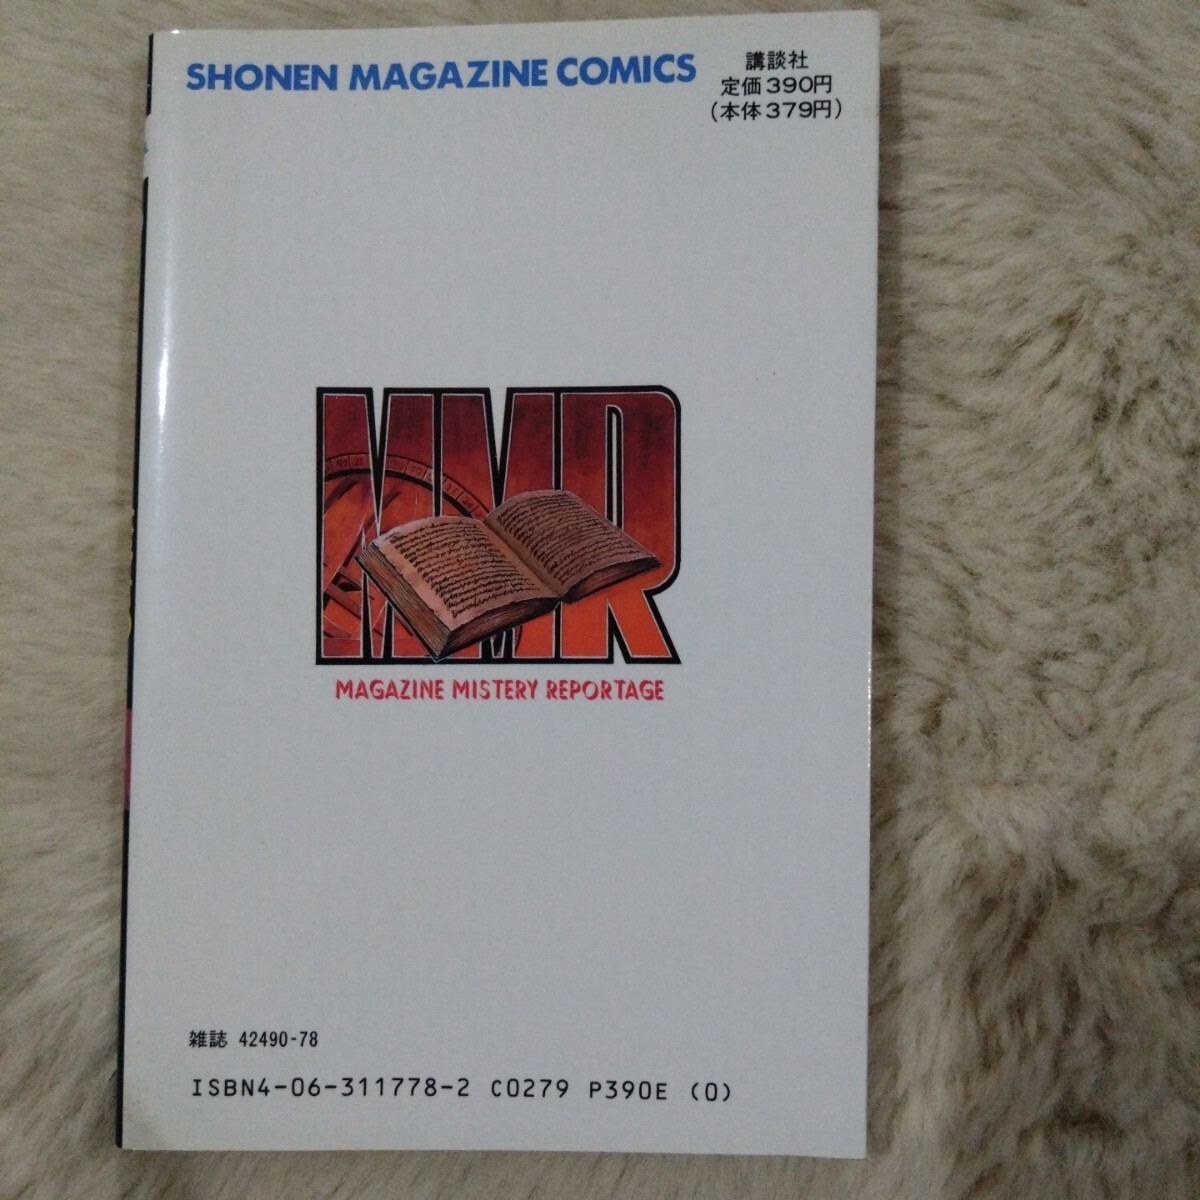 SHONEN MAGAZINE COMICS
講談社
定価390円
(本体379円)
MMR
MAGAZINE MISTERY REPORTAGE
雑誌 42490-78
ISBN4-06-311778-2 C0279 P390E (0)